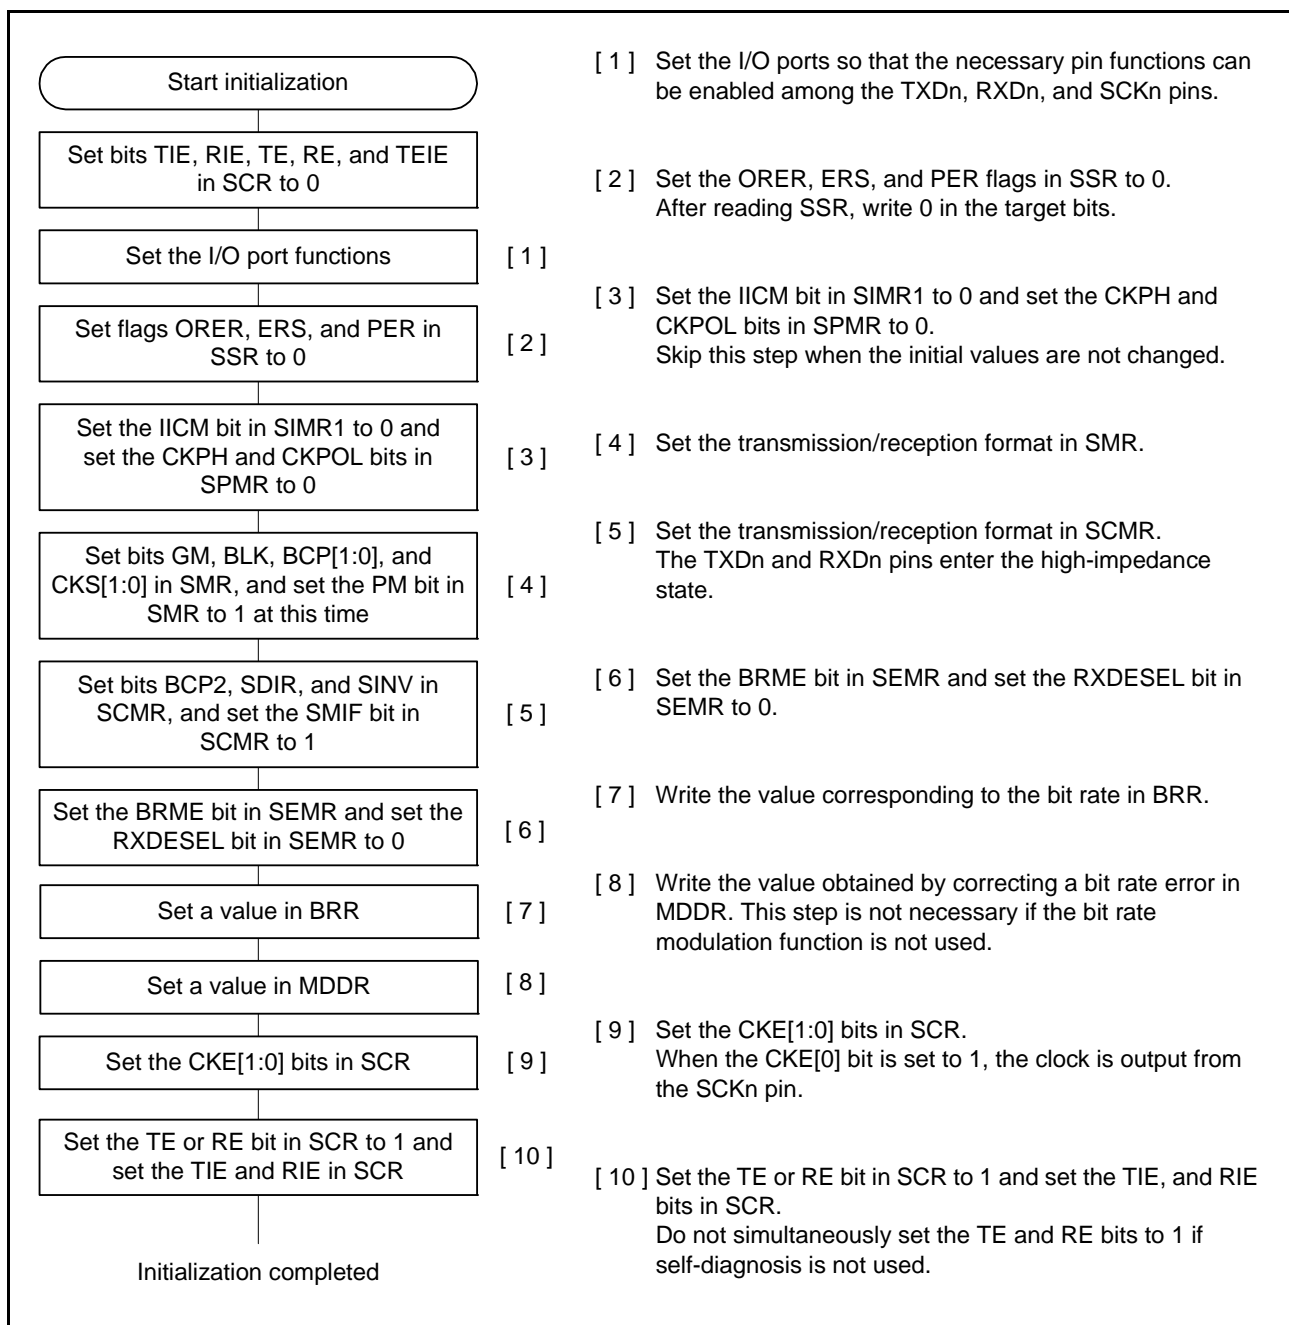 Start initialization
Set bits TIE, RIE, TE, RE, and TEIE
in SCR to 0
Set the I/O port functions
[ 1 ]
Set flags ORER, ERS, and PER in
SSR to 0
[ 2 ]
Set the IICM bit in SIMR1 to 0 and
set the CKPH and CKPOL bits in
SPMR to 0
[ 3 ]
Set bits GM, BLK, BCP[1:0], and
CKS[1:0] in SMR, and set the PM bit in
SMR to 1 at this time
[ 4 ]
Set bits BCP2, SDIR, and SINV in
SCMR, and set the SMIF bit in
SCMR to 1
[ 5 ]
Set the BRME bit in SEMR and set the
RXDESEL bit in SEMR to 0
[ 6 ]
Set a value in BRR
[ 7 ]
Set a value in MDDR
[ 8 ]
Set the CKE[1:0] bits in SCR
[ 9 ]
Set the TE or RE bit in SCR to 1 and
set the TIE and RIE in SCR
[ 10 ]
Initialization completed
[ 1 ] Set the I/O ports so that the necessary pin functions can
be enabled among the TXDn, RXDn, and SCKn pins.
[ 2 ] Set the ORER, ERS, and PER flags in SSR to 0.
After reading SSR, write 0 in the target bits.
[ 3 ] Set the IICM bit in SIMR1 to 0 and set the CKPH and
CKPOL bits in SPMR to 0.
Skip this step when the initial values are not changed.
[ 4 ] Set the transmission/reception format in SMR.
[ 5 ] Set the transmission/reception format in SCMR.
The TXDn and RXDn pins enter the high-impedance
state.
[ 6 ] Set the BRME bit in SEMR and set the RXDESEL bit in
SEMR to 0.
[ 7 ] Write the value corresponding to the bit rate in BRR.
[ 8 ] Write the value obtained by correcting a bit rate error in
MDDR. This step is not necessary if the bit rate
modulation function is not used.
[ 9 ] Set the CKE[1:0] bits in SCR.
When the CKE[0] bit is set to 1, the clock is output from
the SCKn pin.
[ 10 ] Set the TE or RE bit in SCR to 1 and set the TIE, and RIE
bits in SCR.
Do not simultaneously set the TE and RE bits to 1 if
self-diagnosis is not used.